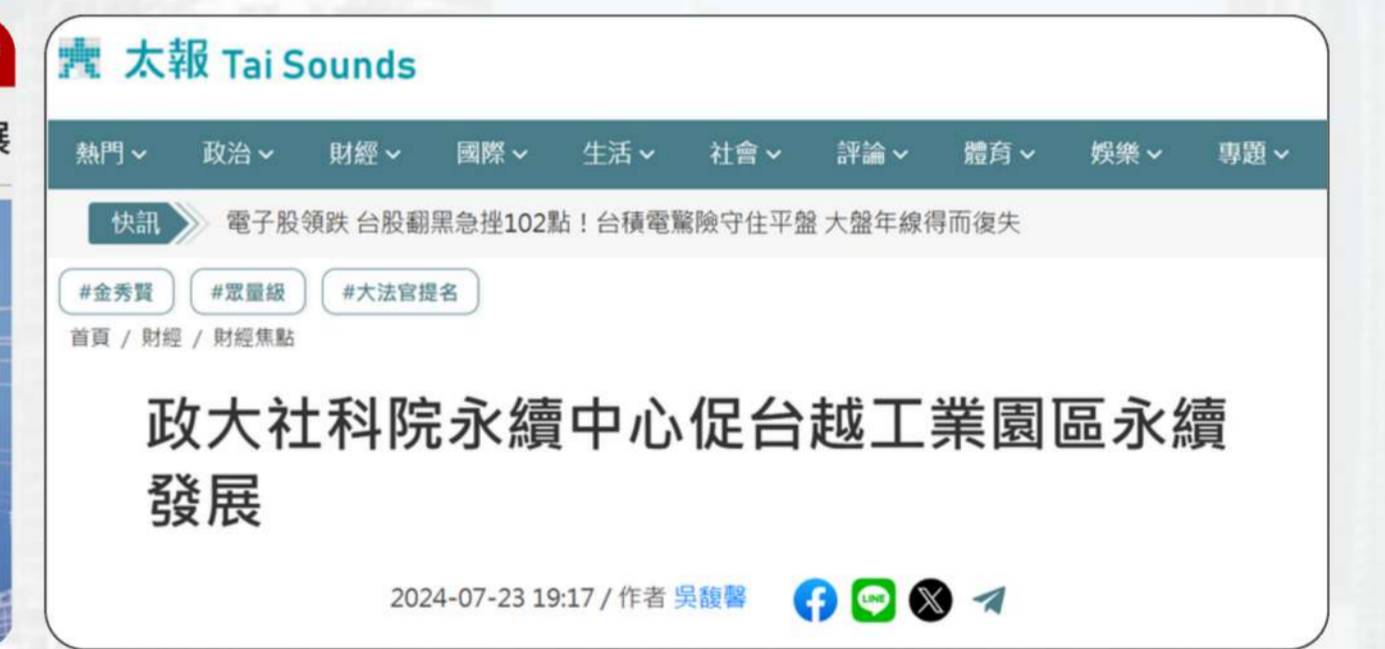 展
太報 Tai Sounds
熱門 政治 財經 國際 生活 社會 評論 體育 娛樂 專題
快訊 電子股領跌 台股翻黑急挫102點！台積電驚險守住平盤 大盤年線得而復失
#金秀賢 #眾量級 #大法官提名
首頁 / 財經 / 財經焦點
政大社科院永續中心促台越工業園區永續
發展
2024-07-23 19:17 / 作者 吳馥馨
LINE